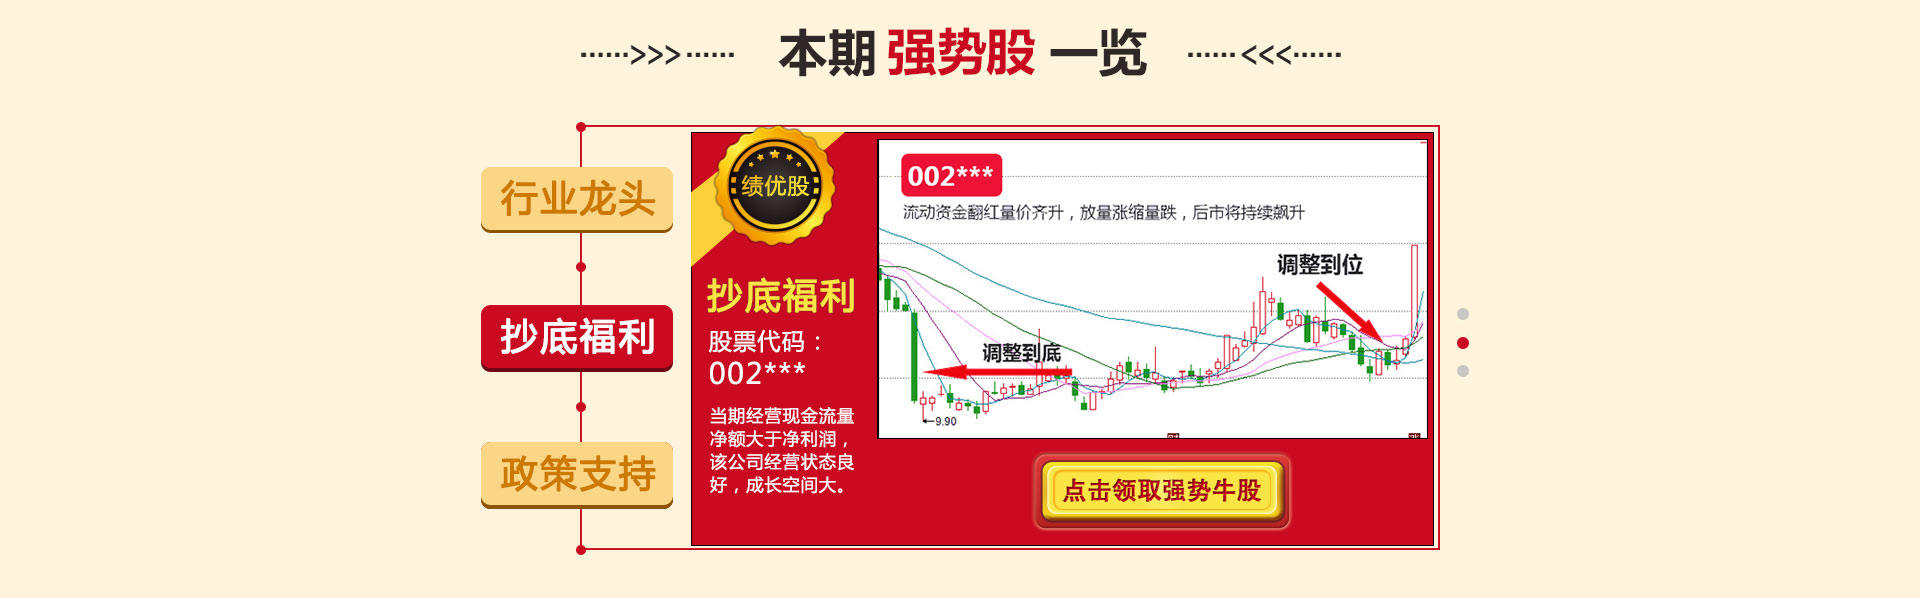 本期 强势股 一览
行业龙头
抄底福利
政策支持
绩优股
抄底福利
股票代码：
002***
当期经营现金流量
净额大于净利润，
该公司经营状态良
好，成长空间大。
002***
流动资金翻红量价齐升，放量涨缩量跌，后市将持续飙升
调整到位
调整到底
9.90
点击领取强势牛股